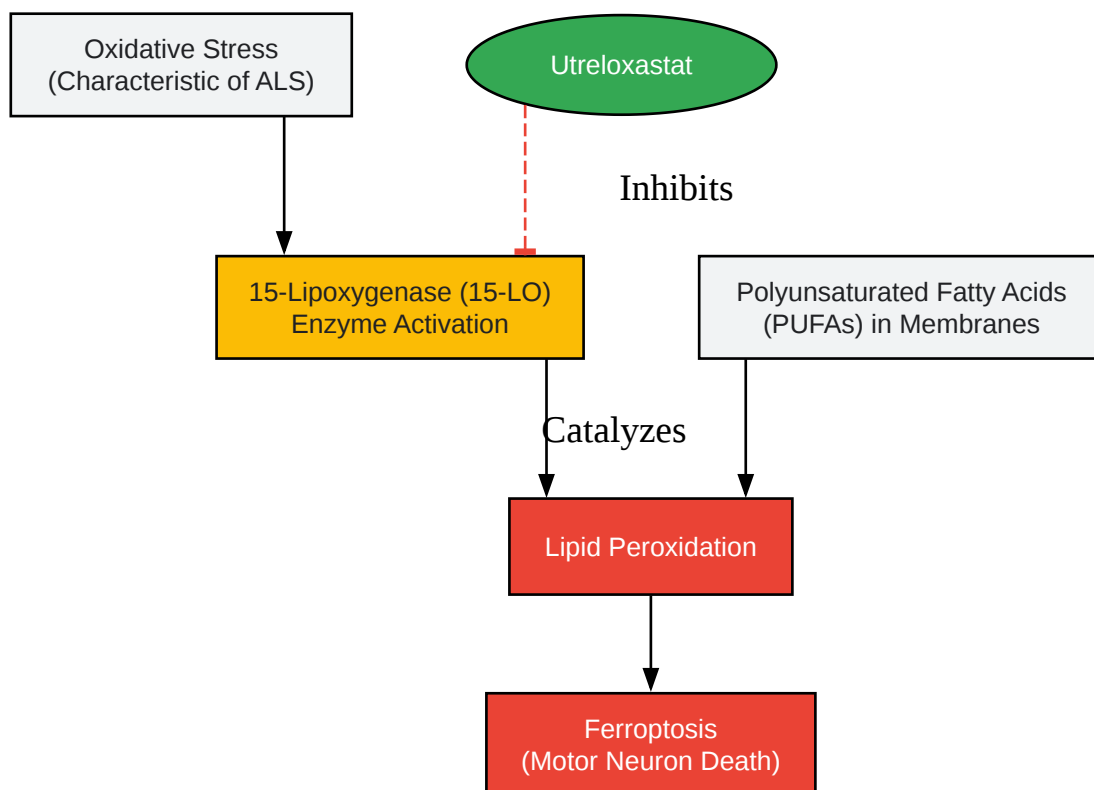 Oxidative Stress
(Characteristic of ALS)
Utreloxastat
Inhibits
15-Lipoxygenase (15-LO)
Enzyme Activation
Polyunsaturated Fatty Acids
(PUFAs) in Membranes
Catalyzes
Lipid Peroxidation
Ferroptosis
(Motor Neuron Death)